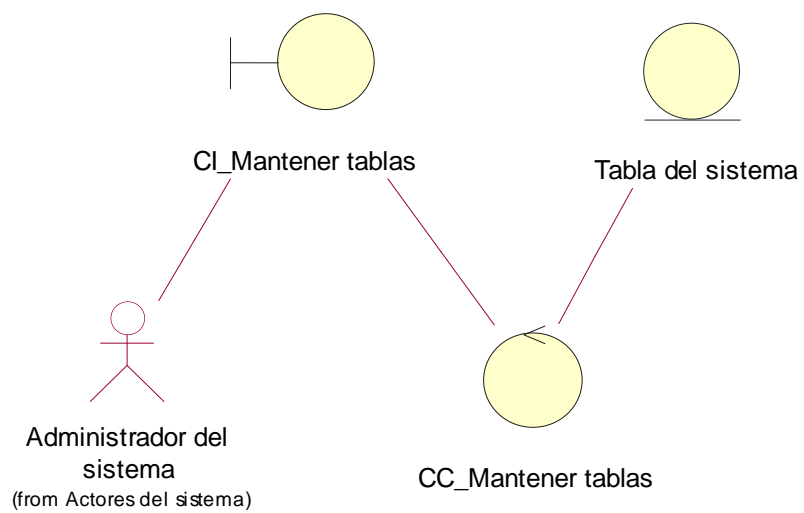 CI_Mantener tablas
Tabla del sistema
Administrador del
sistema
(from Actores del sistema)
CC_Mantener tablas